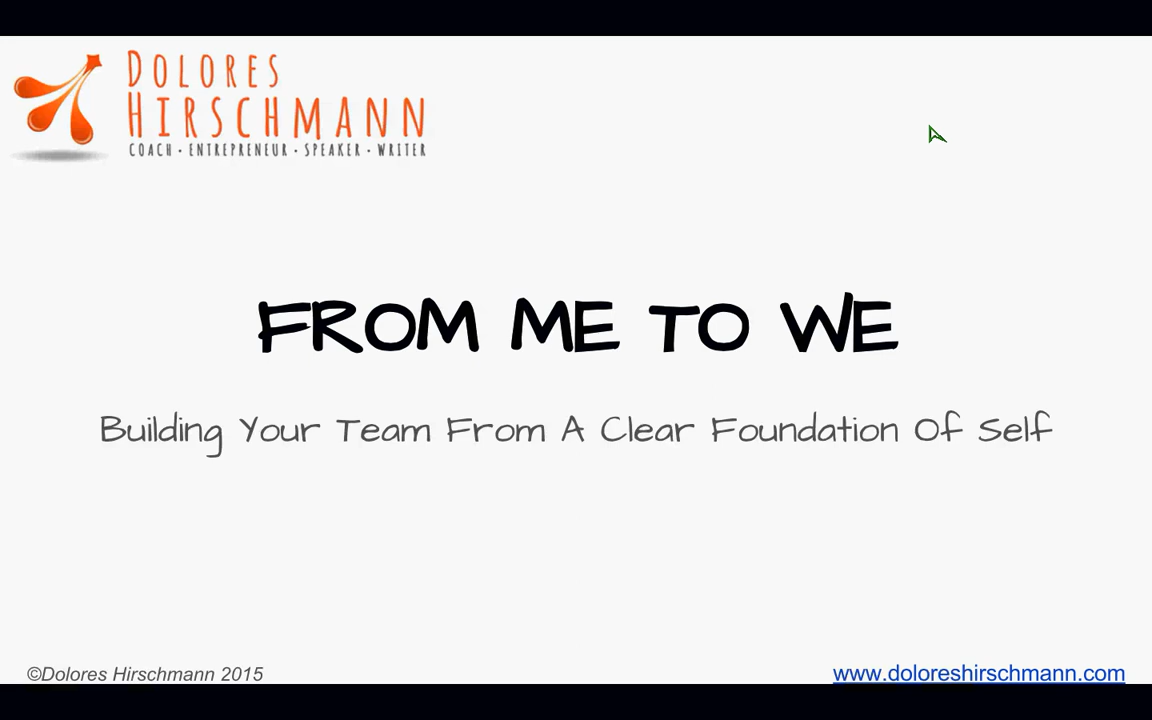 DOLORES
HIRSCHMANN
COACH · ENTREPRENEUR · SPEAKER · WRITER
FROM ME TO WE
Building Your Team From A Clear Foundation Of Self
©Dolores Hirschmann 2015
www.doloreshirschmann.com